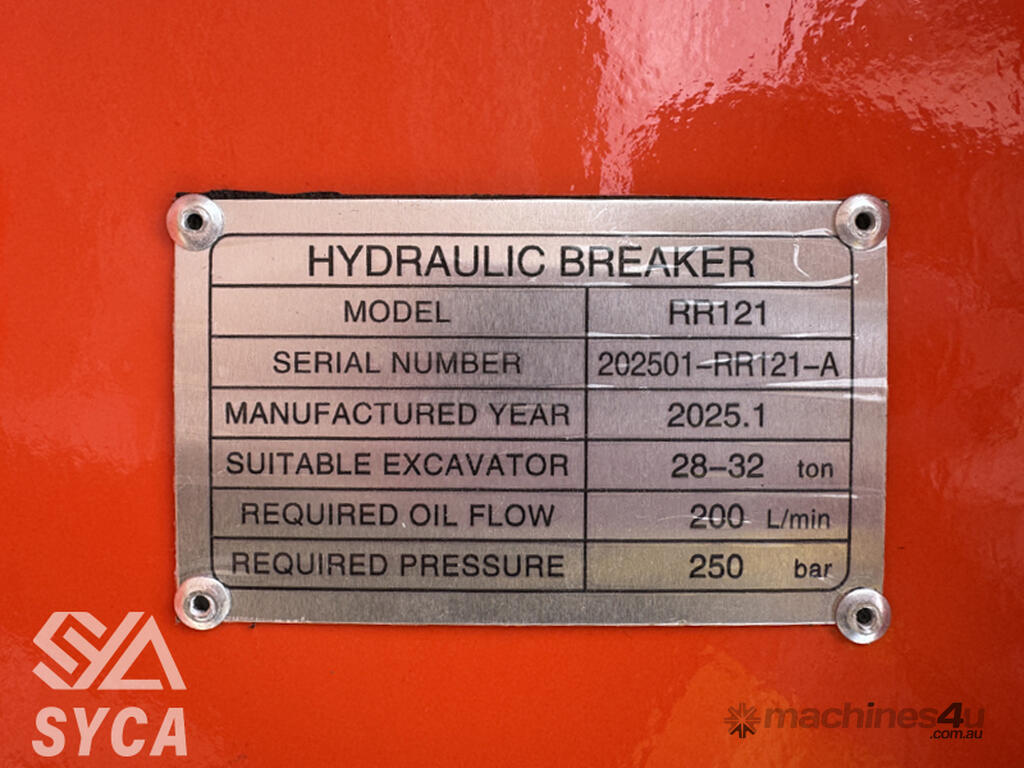 HYDRAULIC BREAKER
MODEL RR121
SERIAL NUMBER 202501-RR121-A
MANUFACTURED YEAR 2025.1
SUITABLE EXCAVATOR 28-32 ton
REQUIRED OIL FLOW 200 L/min
REQUIRED PRESSURE 250 bar
SYCA
machines4u
.com.au